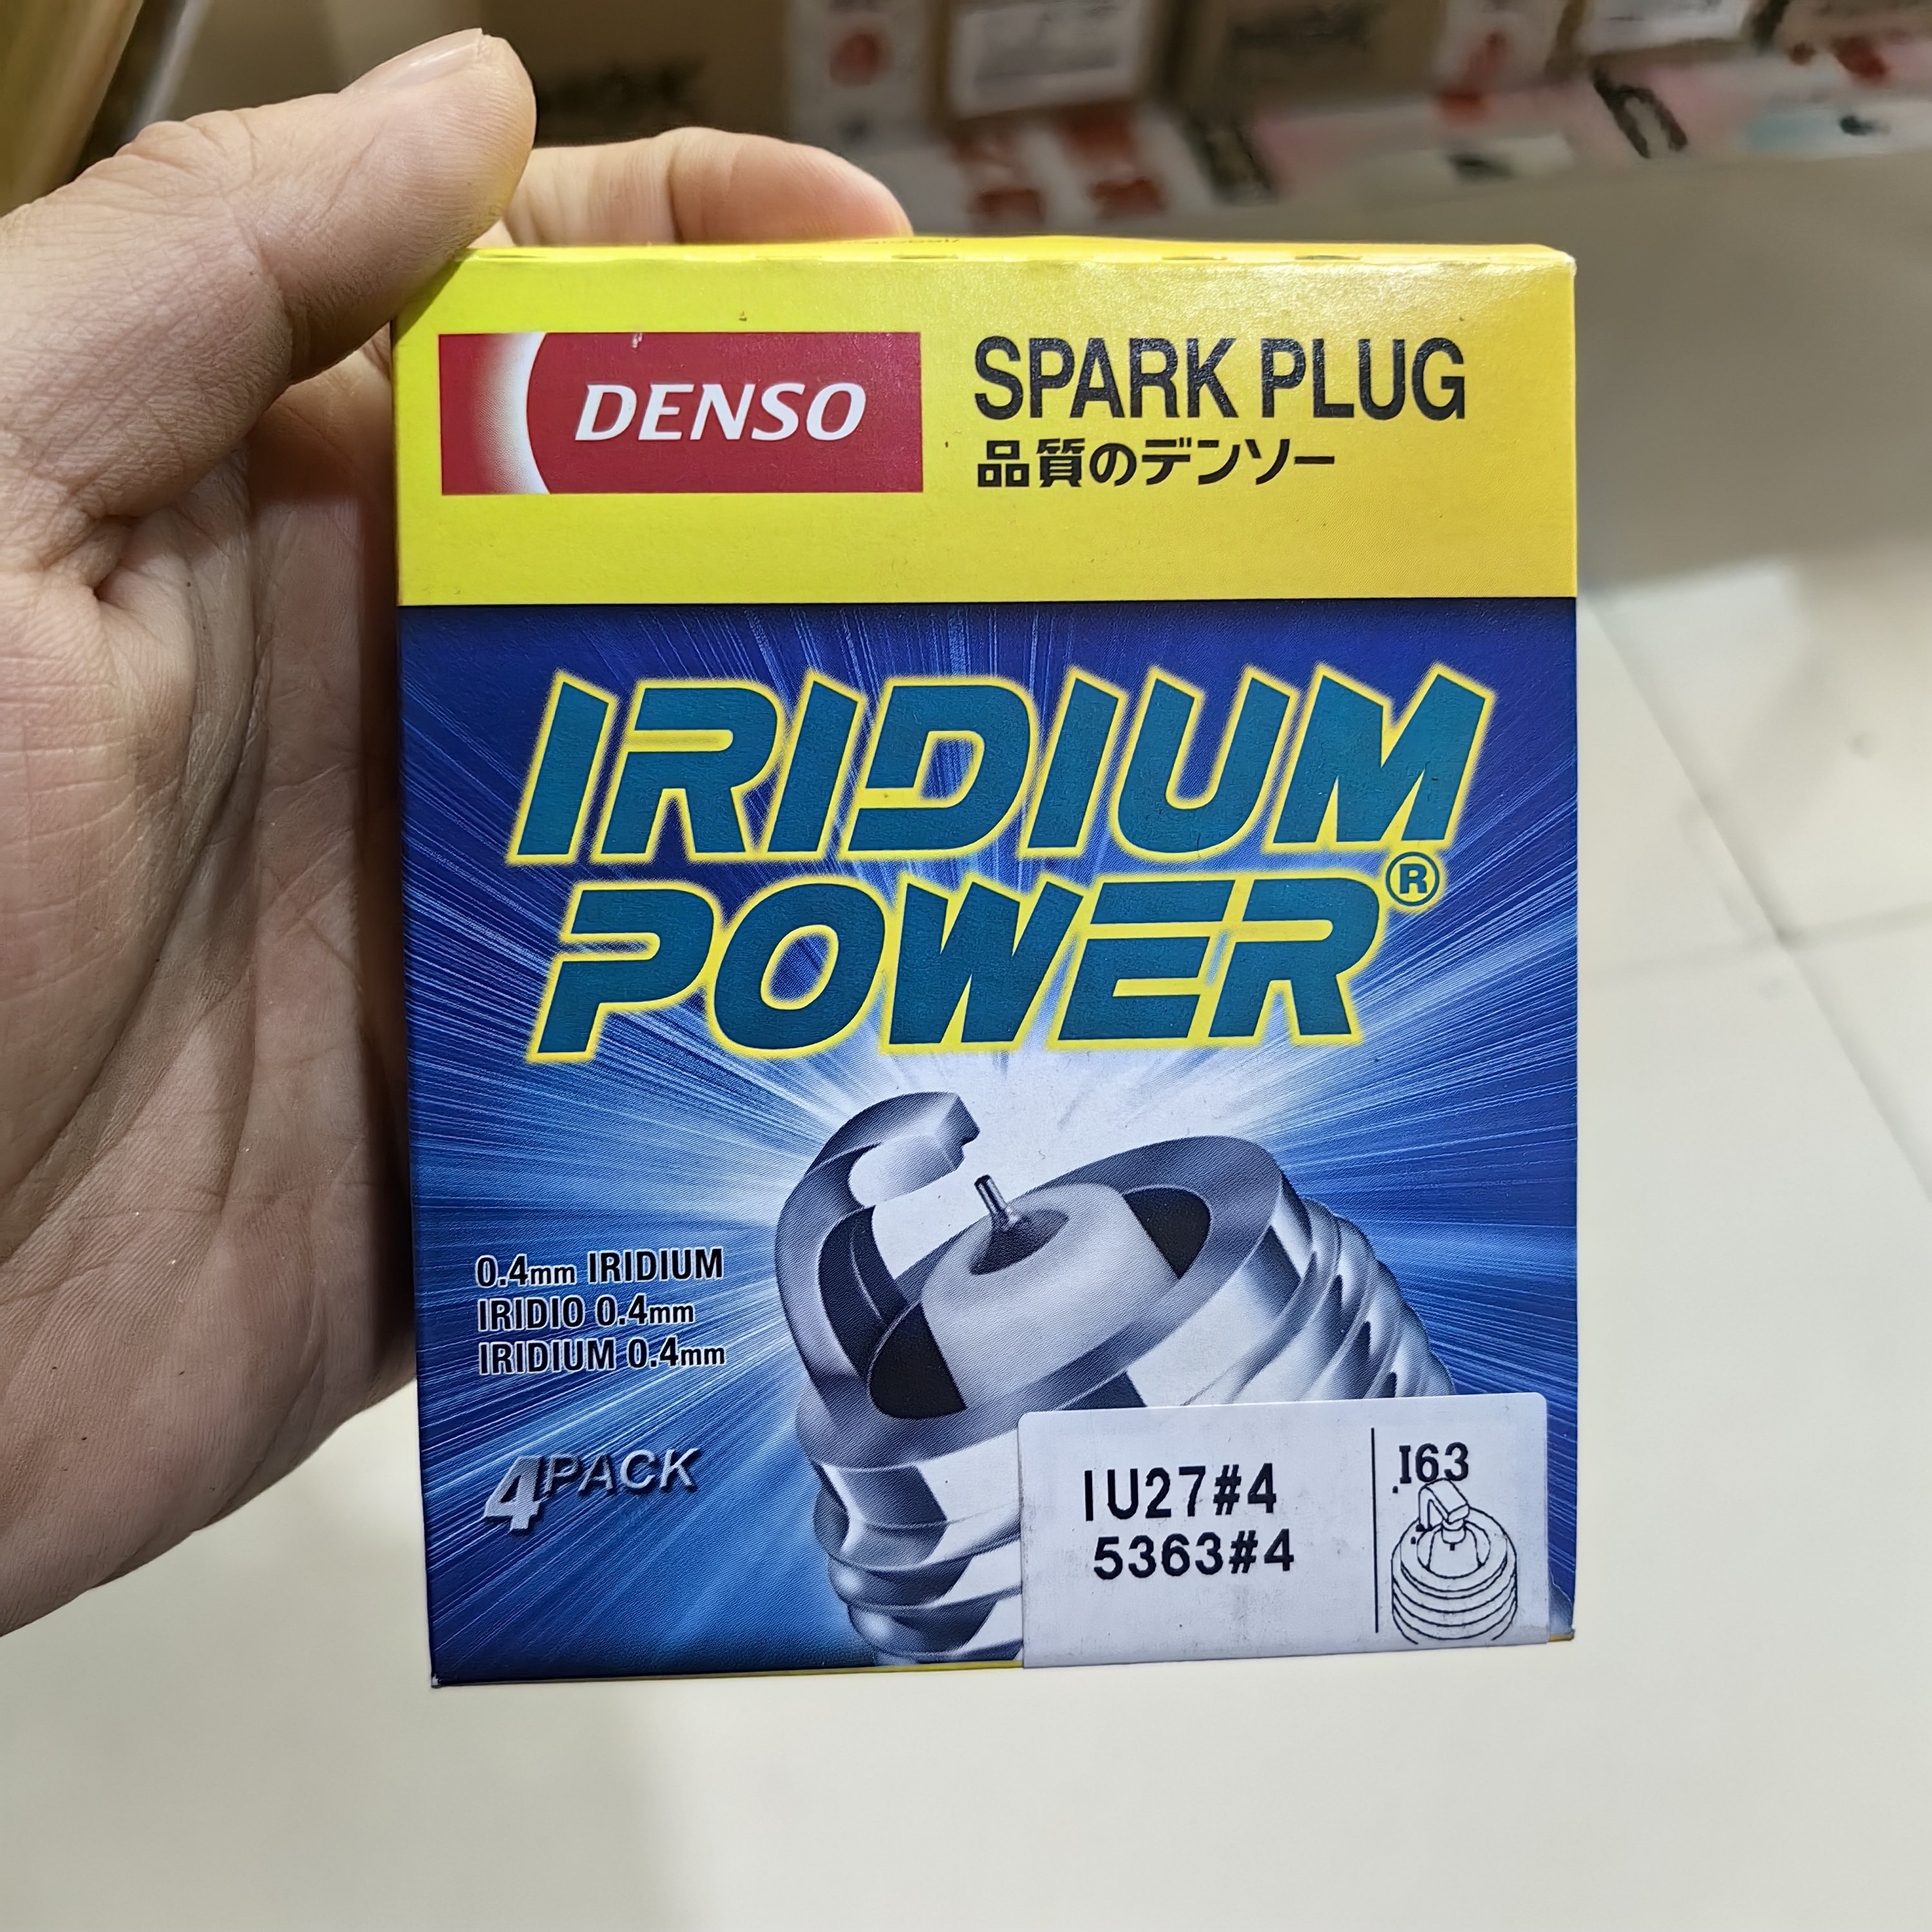 DENSO
SPARK PLUG
品質のデンソー
IRIDIUM
POWER®
0.4mm IRIDIUM
IRIDIO 0.4mm
IRIDIUM 0.4mm
4PACK
IU27#4
5363#4
I63